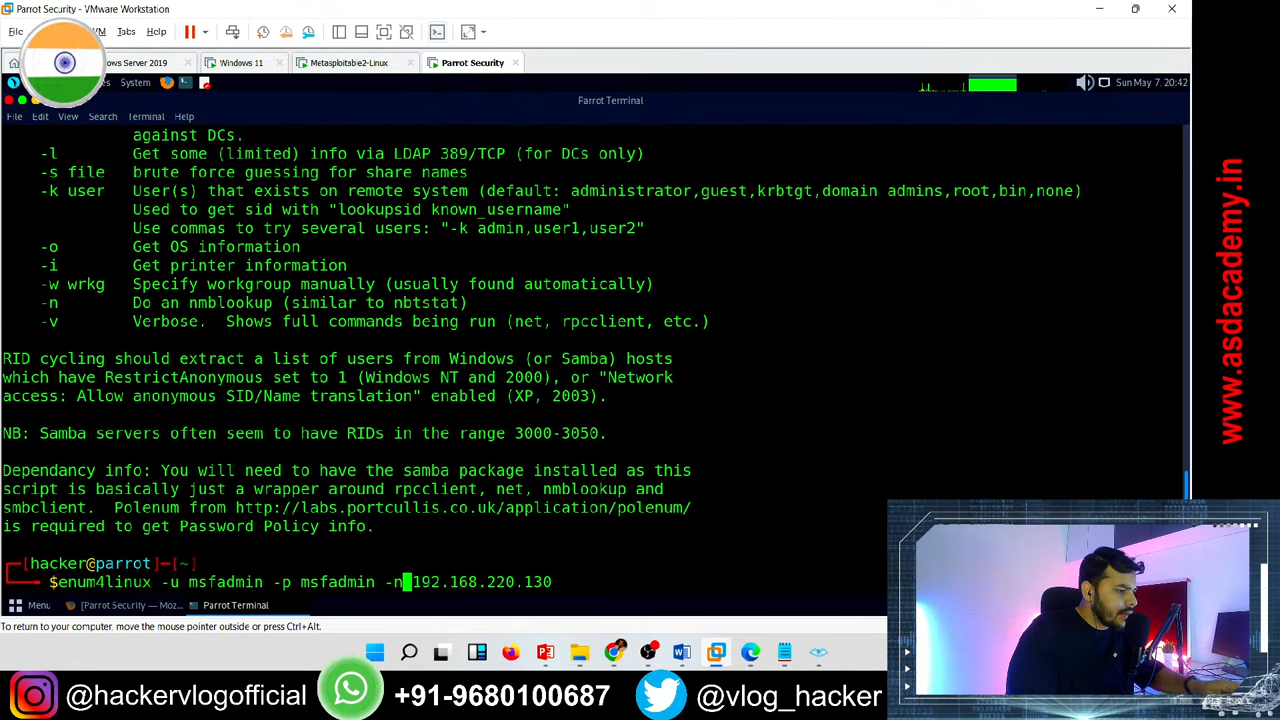 Parrot Security - VMware Workstation
File VM Tabs Help
ows Server 2019 Windows 11 Metasploitable2-Linux Parrot Security
es System Sun May 7, 20:42
Parrot Terminal
File Edit View Search Terminal Help
against DCs.
-l Get some (limited) info via LDAP 389/TCP (for DCs only)
-s file brute force guessing for share names
-k user User(s) that exists on remote system (default: administrator,guest,krbtgt,domain admins,root,bin,none)
Used to get sid with "lookupsid known_username"
Use commas to try several users: "-k admin,user1,user2"
-o Get OS information
-i Get printer information
-w wrkg Specify workgroup manually (usually found automatically)
-n Do an nmblookup (similar to nbtstat)
-v Verbose. Shows full commands being run (net, rpcclient, etc.)
RID cycling should extract a list of users from Windows (or Samba) hosts
which have RestrictAnonymous set to 1 (Windows NT and 2000), or "Network
access: Allow anonymous SID/Name translation" enabled (XP, 2003).
NB: Samba servers often seem to have RIDs in the range 3000-3050.
Dependancy info: You will need to have the samba package installed as this
script is basically just a wrapper around rpcclient, net, nmblookup and
smbclient. Polenum from http://labs.portcullis.co.uk/application/polenum/
is required to get Password Policy info.
[hacker@parrot]─[~]
$enum4linux -u msfadmin -p msfadmin -n 192.168.220.130
Menu [Parrot Security — Moz... Parrot Terminal
To return to your computer, move the mouse pointer outside or press Ctrl+Alt.
@hackervlogofficial +91-9680100687 @vlog_hacker
www.asdacademy.in